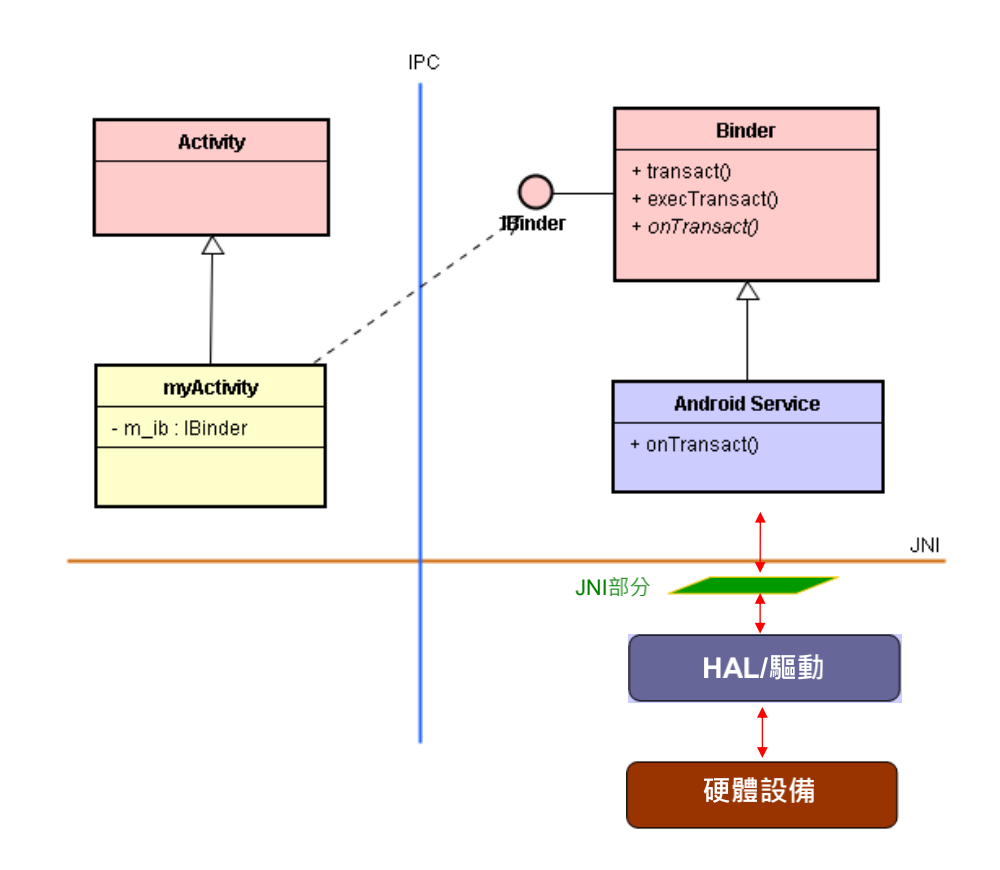 IPC
Activity
Binder
+ transact()
+ execTransact()
+ onTransact()
IBinder
myActivity
- m_ib : IBinder
Android Service
+ onTransact()
JNI
JNI部分
HAL/驅動
硬體設備